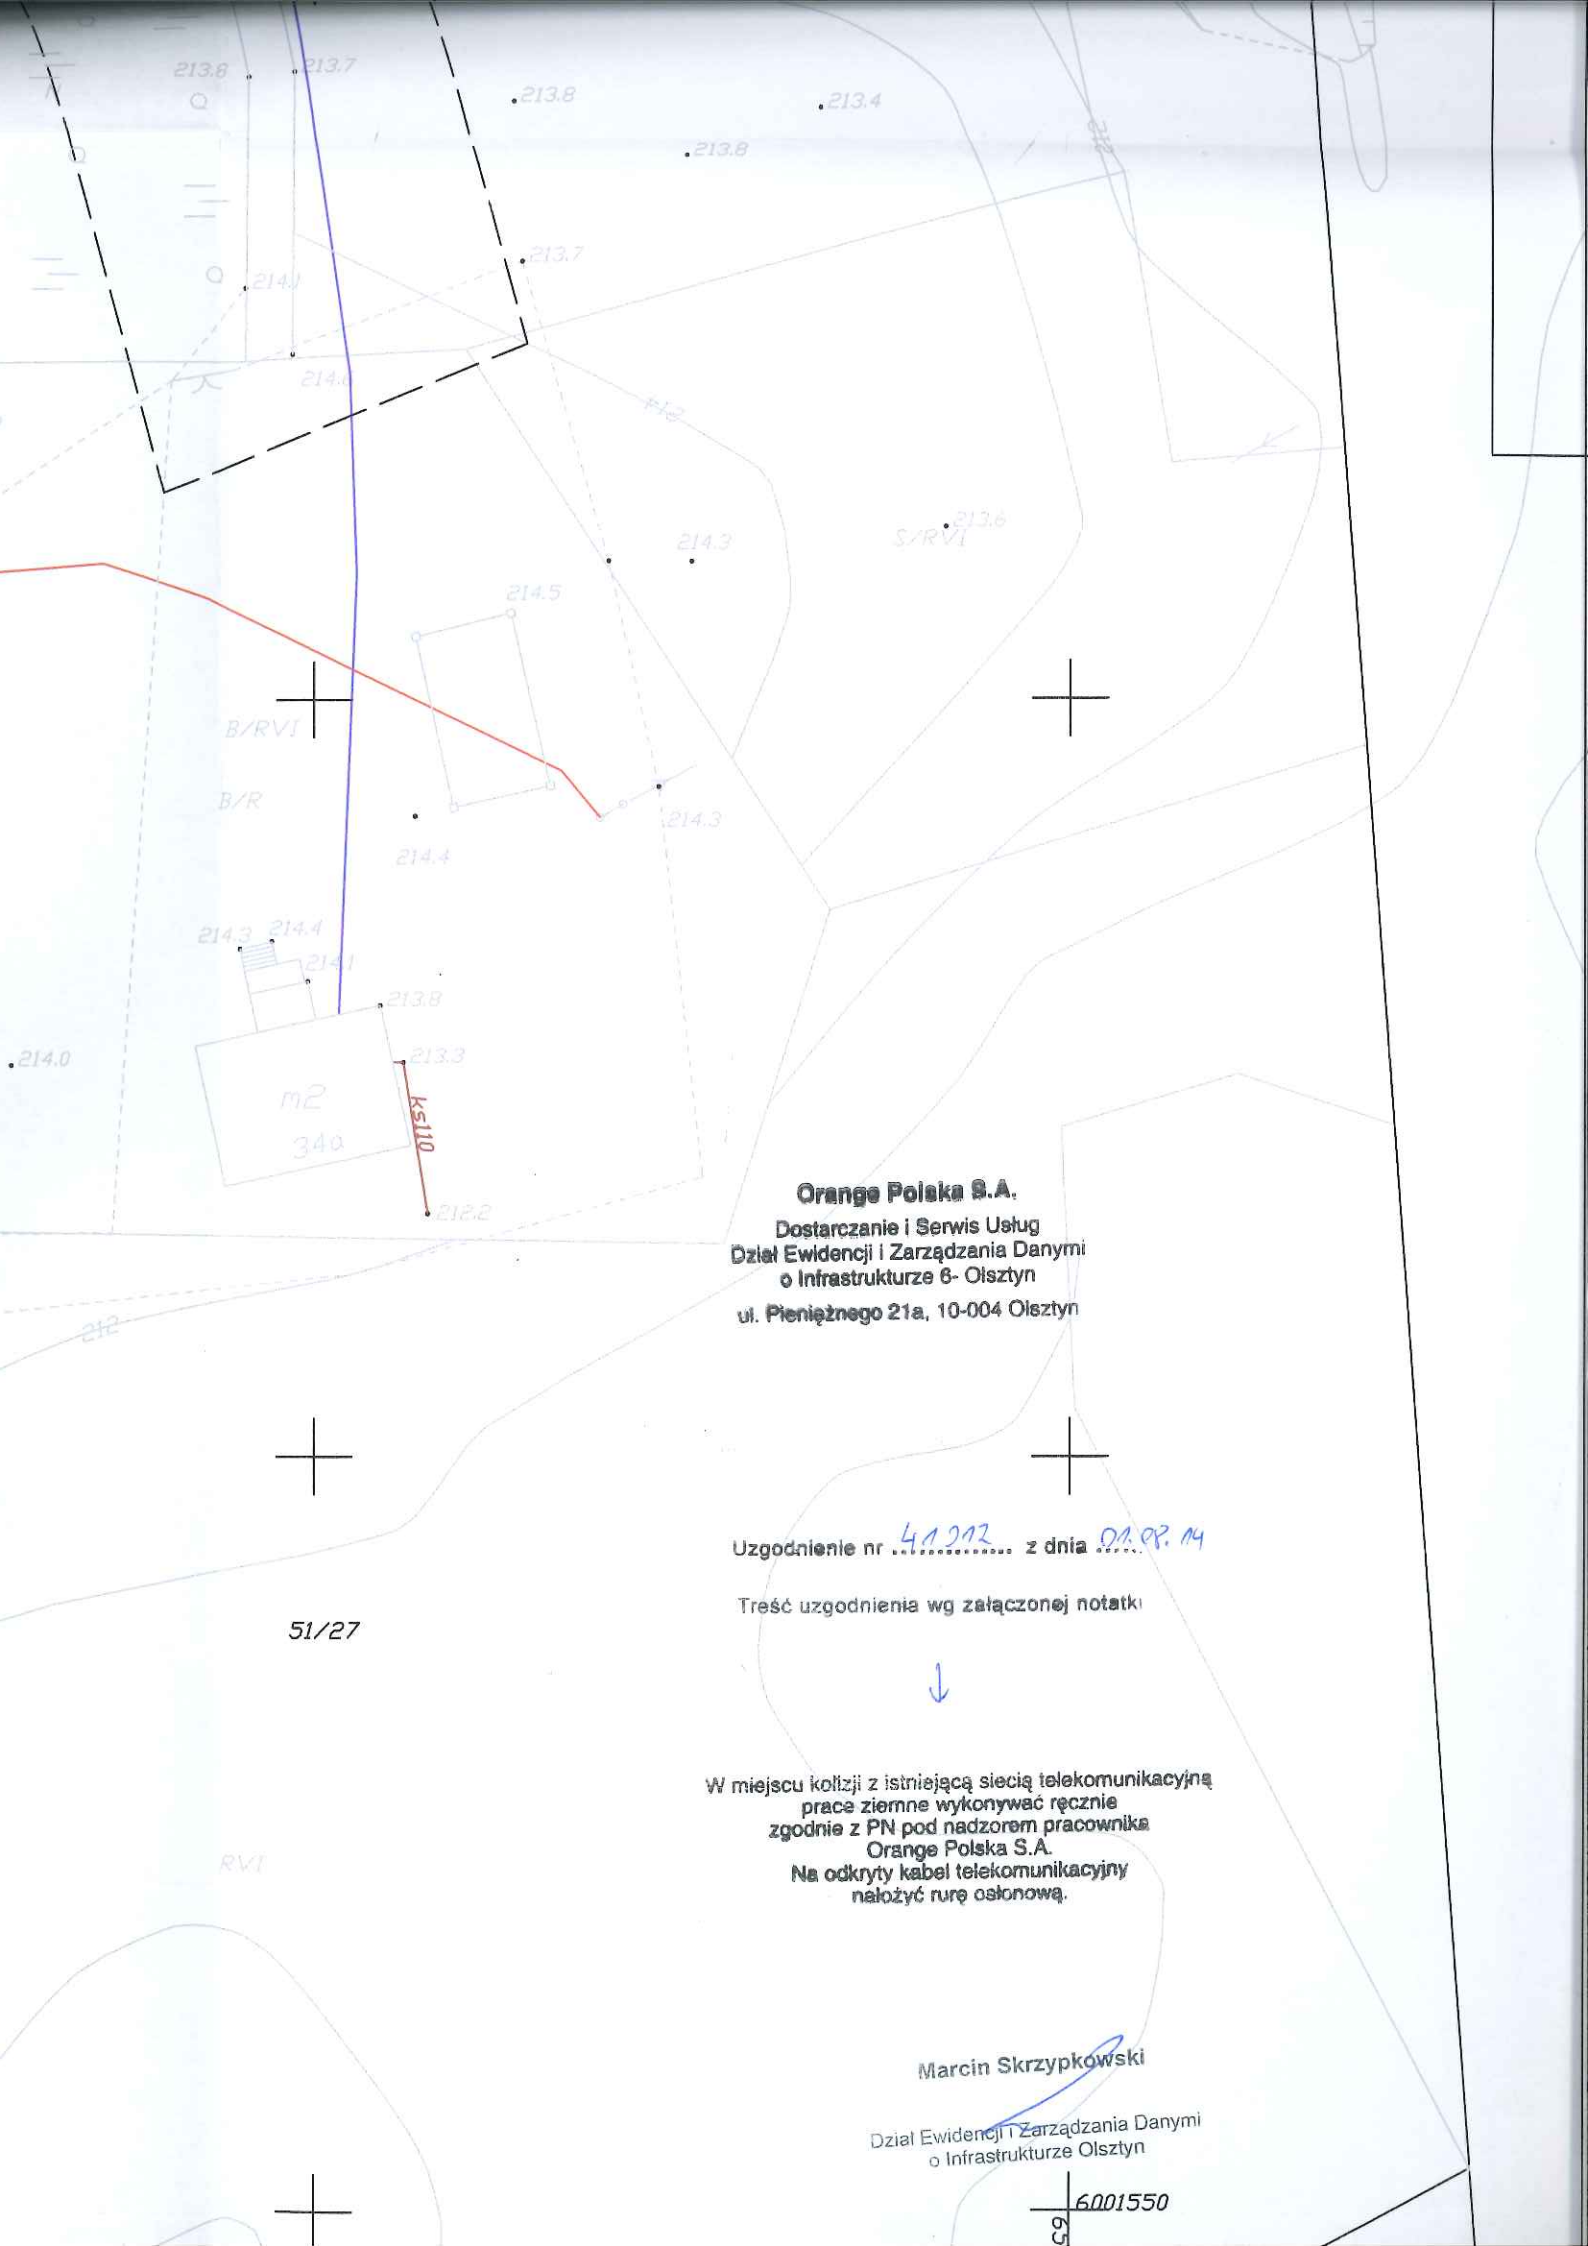 213.8
213.7
213.8
213.4
213.8
212
213.7
214.1
214.6
214
213.6
S/RVI
214.3
214.5
B/RVI
B/R
214.3
214.4
214.3
214.4
214.1
213.8
214.0
213.3
m2
ks110
34a
212.2
Orange Polska S.A.
Dostarczanie i Serwis Usług
Dział Ewidencji i Zarządzania Danymi
o Infrastrukturze 6- Olsztyn
ul. Pieniężnego 21a, 10-004 Olsztyn
212
Uzgodnienie nr 41912 z dnia 01.08.14
Treść uzgodnienia wg załączonej notatki
51/27
W miejscu kolizji z istniejącą siecią telekomunikacyjną
prace ziemne wykonywać ręcznie
zgodnie z PN pod nadzorem pracownika
Orange Polska S.A.
Na odkryty kabel telekomunikacyjny
nałożyć rurę osłonową.
RVI
Marcin Skrzypkowski
Dział Ewidencji i Zarządzania Danymi
o Infrastrukturze Olsztyn
6001550
65